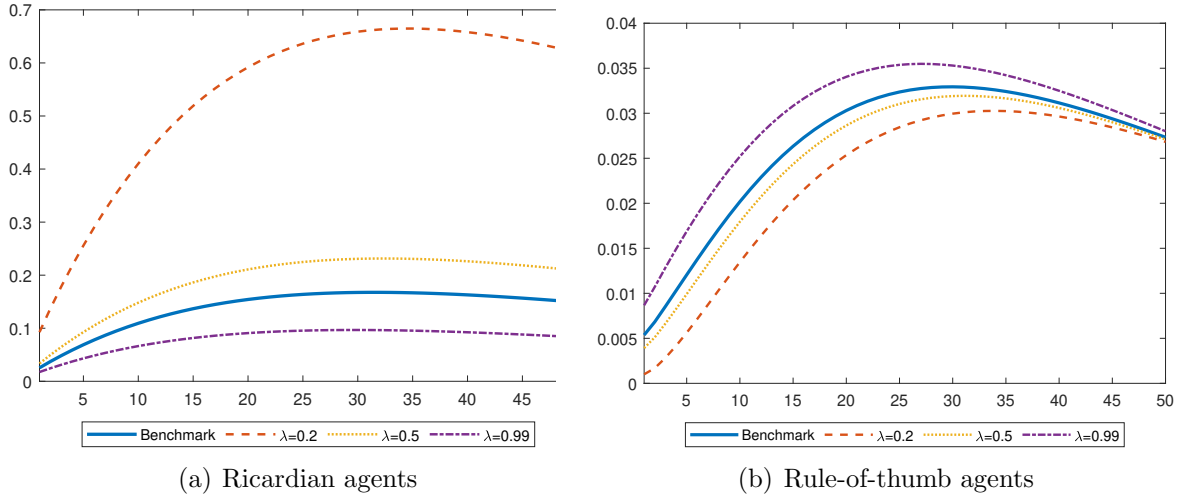 0.7
0.6
0.5
0.4
0.3
0.2
0.1
0
5 10 15 20 25 30 35 40 45
Benchmark λ=0.2 λ=0.5 λ=0.99
(a) Ricardian agents
0.04
0.035
0.03
0.025
0.02
0.015
0.01
0.005
0
5 10 15 20 25 30 35 40 45 50
Benchmark λ=0.2 λ=0.5 λ=0.99
(b) Rule-of-thumb agents